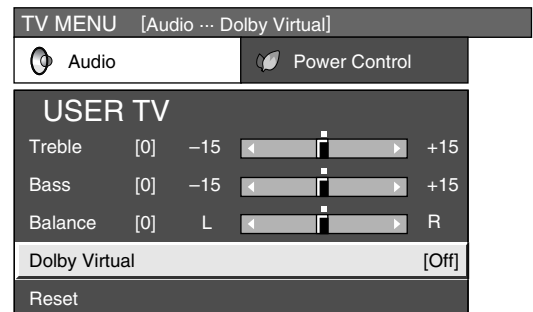 TV MENU [Audio ··· Dolby Virtual]
Audio Power Control
USER TV
Treble [0] –15 +15
Bass [0] –15 +15
Balance [0] L R
Dolby Virtual [Off]
Reset